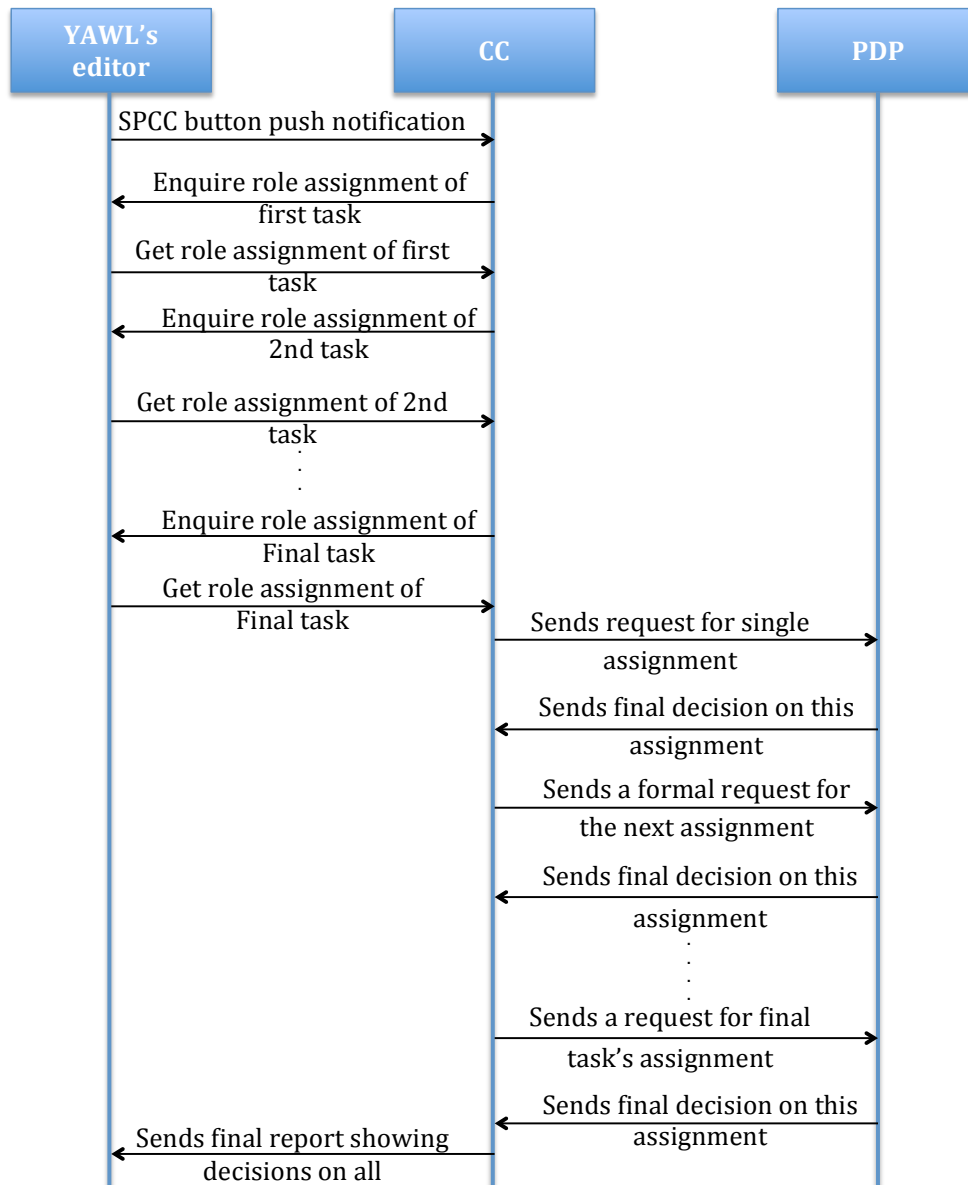 YAWL's
editor
CC
PDP
SPCC button push notification
Enquire role assignment of
first task
Get role assignment of first
task
Enquire role assignment of
2nd task
Get role assignment of 2nd
task
.
.
.
Enquire role assignment of
Final task
Get role assignment of
Final task
Sends request for single
assignment
Sends final decision on this
assignment
Sends a formal request for
the next assignment
Sends final decision on this
assignment
.
.
.
.
Sends a request for final
task's assignment
Sends final decision on this
assignment
Sends final report showing
decisions on all